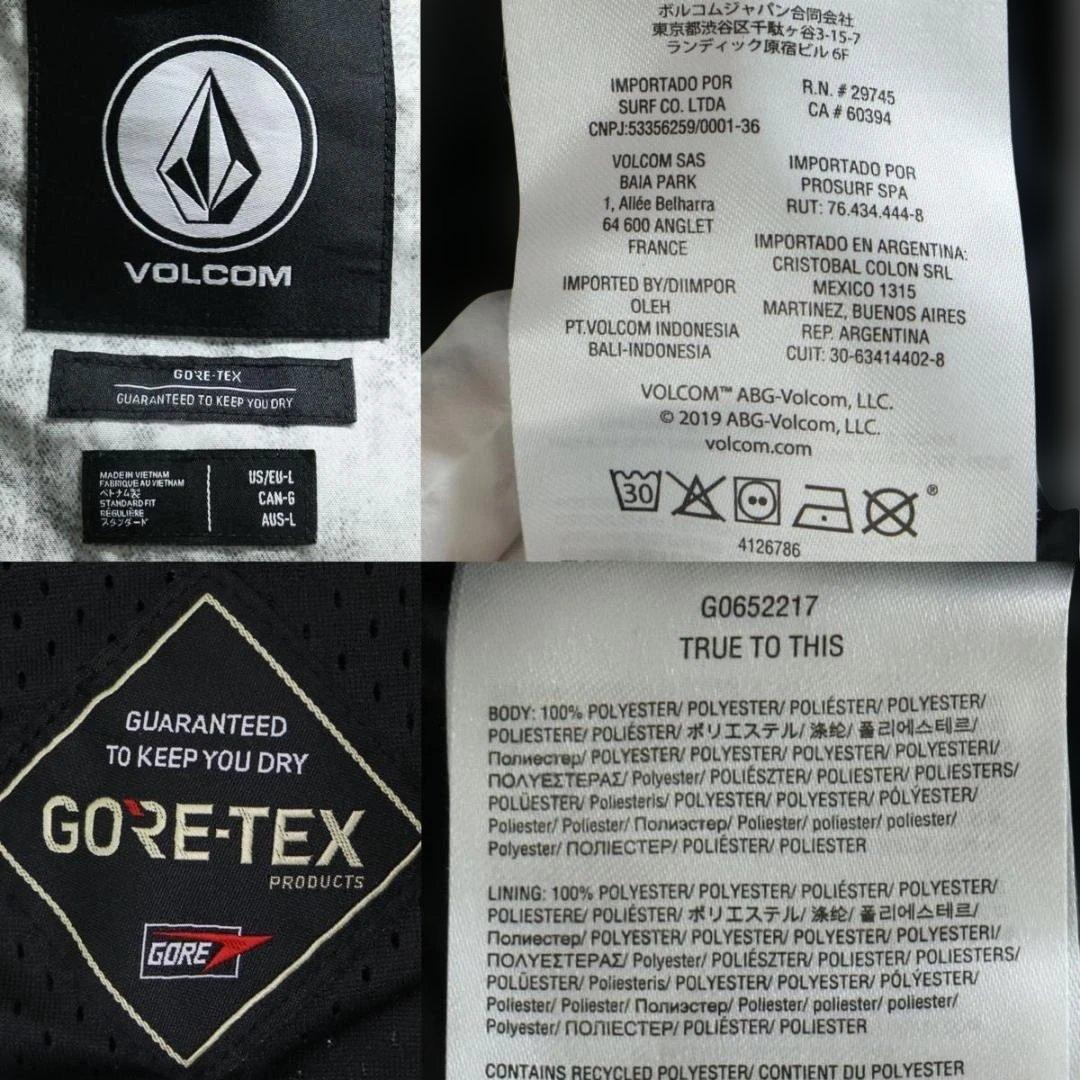 VOLCOM
GORE-TEX
GUARANTEED TO KEEP YOU DRY
MADE IN VIETNAM
FABRIQUE AU VIETNAM
ベトナム製
STANDARD FIT
RÉGULIÈRE
スタンダード
US/EU-L
CAN-G
AUS-L
ボルコムジャパン合同会社
東京都渋谷区千駄ヶ谷3-15-7
ランディック原宿ビル 6F
IMPORTADO POR
SURF CO. LTDA
CNPJ:53356259/0001-36
VOLCOM SAS
BAIA PARK
1, Allée Belharra
64 600 ANGLET
FRANCE
IMPORTED BY/DIIMPOR
OLEH
PT.VOLCOM INDONESIA
BALI-INDONESIA
R.N. # 29745
CA # 60394
IMPORTADO POR
PROSURF SPA
RUT: 76.434.444-8
IMPORTADO EN ARGENTINA:
CRISTOBAL COLON SRL
MEXICO 1315
MARTINEZ, BUENOS AIRES
REP. ARGENTINA
CUIT: 30-63414402-8
VOLCOM™ ABG-Volcom, LLC.
© 2019 ABG-Volcom, LLC.
volcom.com
30
®
4126786
GUARANTEED
TO KEEP YOU DRY
GORE-TEX
PRODUCTS
GORE
G0652217
TRUE TO THIS
BODY: 100% POLYESTER/ POLYESTER/ POLIÉSTER/ POLYESTER/
POLIESTERE/ POLIÉSTER/ ポリエステル/ 涤纶/ 폴리에스테르/
Полиестер/ POLYESTER/ POLYESTER/ POLYESTER/ POLYESTERI/
ΠΟΛΥΕΣΤΕΡΑΣ/ Polyester/ POLIÉSZTER/ POLIESTER/ POLIESTERS/
POLÜESTER/ Poliesteris/ POLYESTER/ POLYESTER/ PÓLÝESTER/
Poliester/ Poliester/ Полиэстер/ Poliester/ poliester/ poliester/
Polyester/ ПОЛІЕСТЕР/ POLIÉSTER/ POLIESTER
LINING: 100% POLYESTER/ POLYESTER/ POLIÉSTER/ POLYESTER/
POLIESTERE/ POLIÉSTER/ ポリエステル/ 涤纶/ 폴리에스테르/
Полиестер/ POLYESTER/ POLYESTER/ POLYESTER/ POLYESTERI/
ΠΟΛΥΕΣΤΕΡΑΣ/ Polyester/ POLIÉSZTER/ POLIESTER/ POLIESTERS/
POLÜESTER/ Poliesteris/ POLYESTER/ POLYESTER/ PÓLÝESTER/
Poliester/ Poliester/ Полиэстер/ Poliester/ poliester/ poliester/
Polyester/ ПОЛІЕСТЕР/ POLIÉSTER/ POLIESTER
CONTAINS RECYCLED POLYESTER/ CONTIENT DU POLYESTER